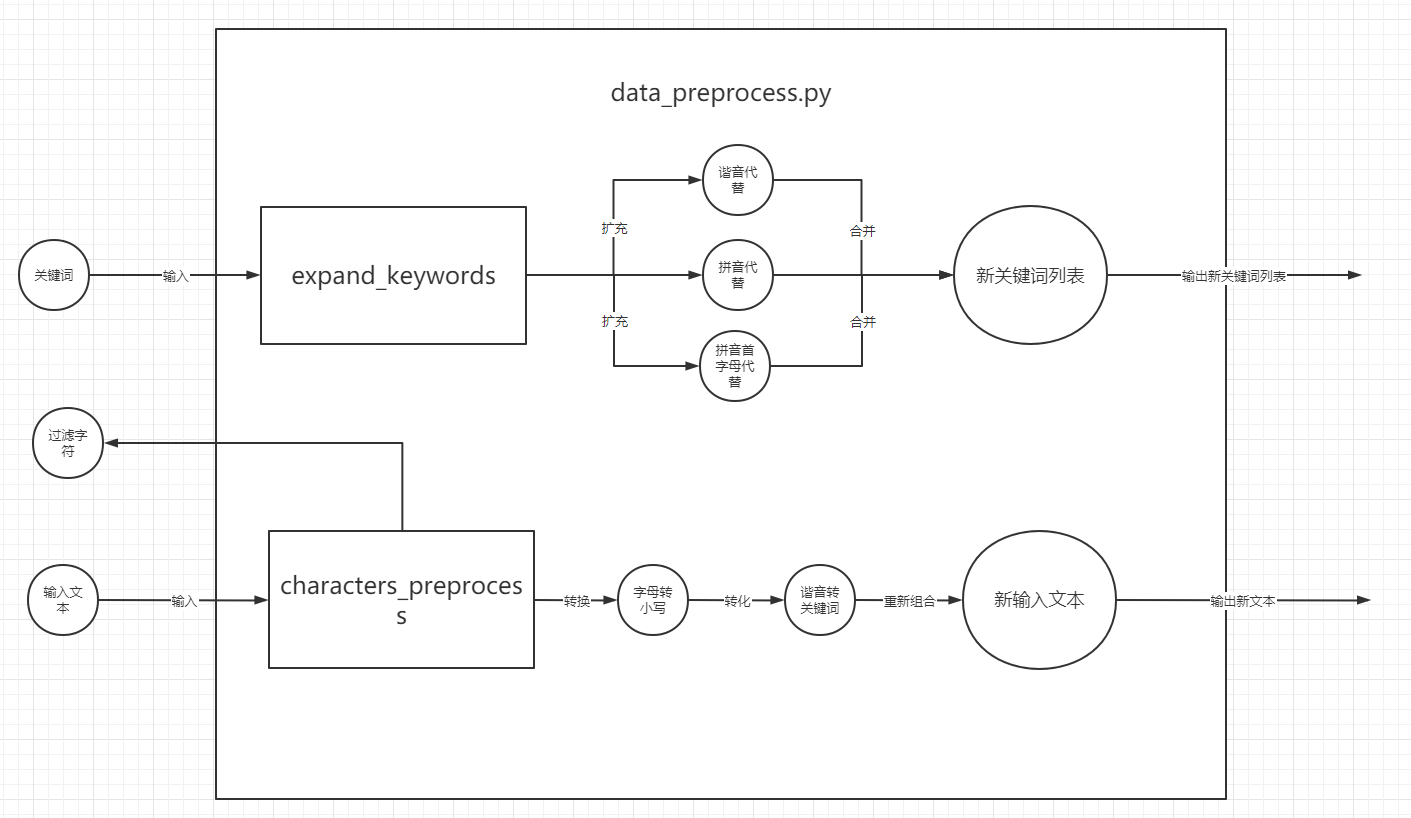 data_preprocess.py
谐音代
替
扩充
合并
关键词
输入
expand_keywords
拼音代
替
新关键词列表
输出新关键词列表
扩充
合并
拼音首
字母代
替
过滤字
符
输入文
本
输入
characters_preproces
s
转换
字母转
小写
转化
谐音转
关键词
重新组合
新输入文本
输出新文本